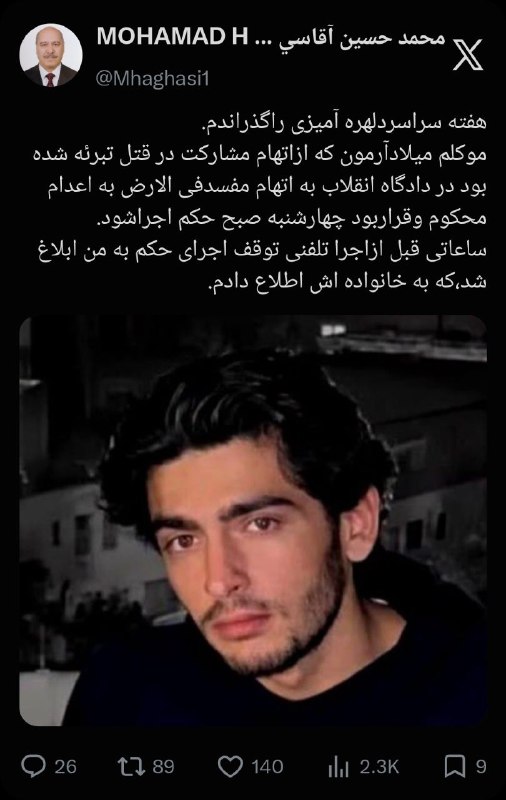 MOHAMAD H ... محمد حسین آقاسي
@Mhaghasi1
هفته سراسردلهره آمیزی راگذراندم.
موکلم میلادآرمون که ازاتهام مشارکت در قتل تبرئه شده
بود در دادگاه انقلاب به اتهام مفسدفی الارض به اعدام
محکوم وقراربود چهارشنبه صبح حکم اجراشود.
ساعاتی قبل ازاجرا تلفنی توقف اجرای حکم به من ابلاغ
شد،که به خانواده اش اطلاع دادم.
26 89 140 2.3K 9